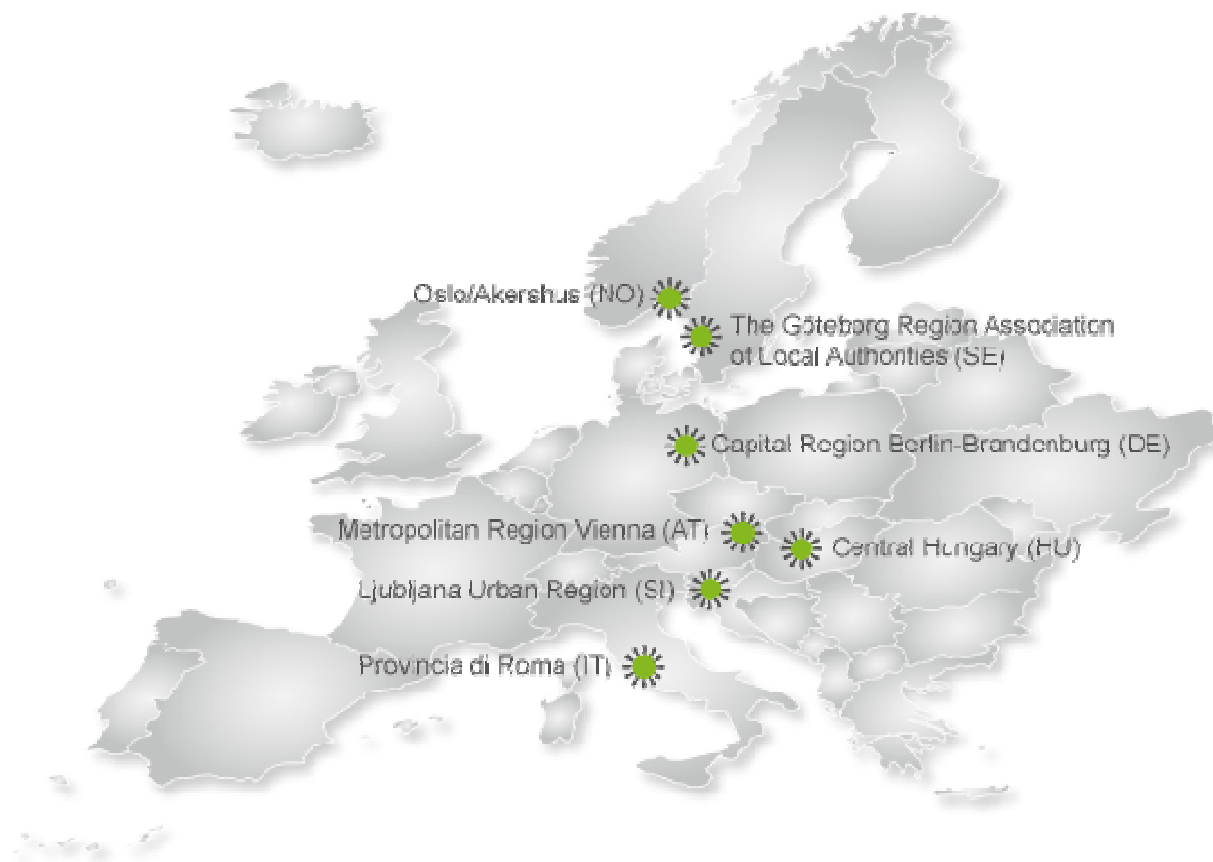 Oslo/Akershus (NO)
The Göteborg Region Association
of Local Authorities (SE)
Capital Region Berlin-Brandenburg (DE)
Metropolitan Region Vienna (AT)
Central Hungary (HU)
Ljubljana Urban Region (SI)
Provincia di Roma (IT)